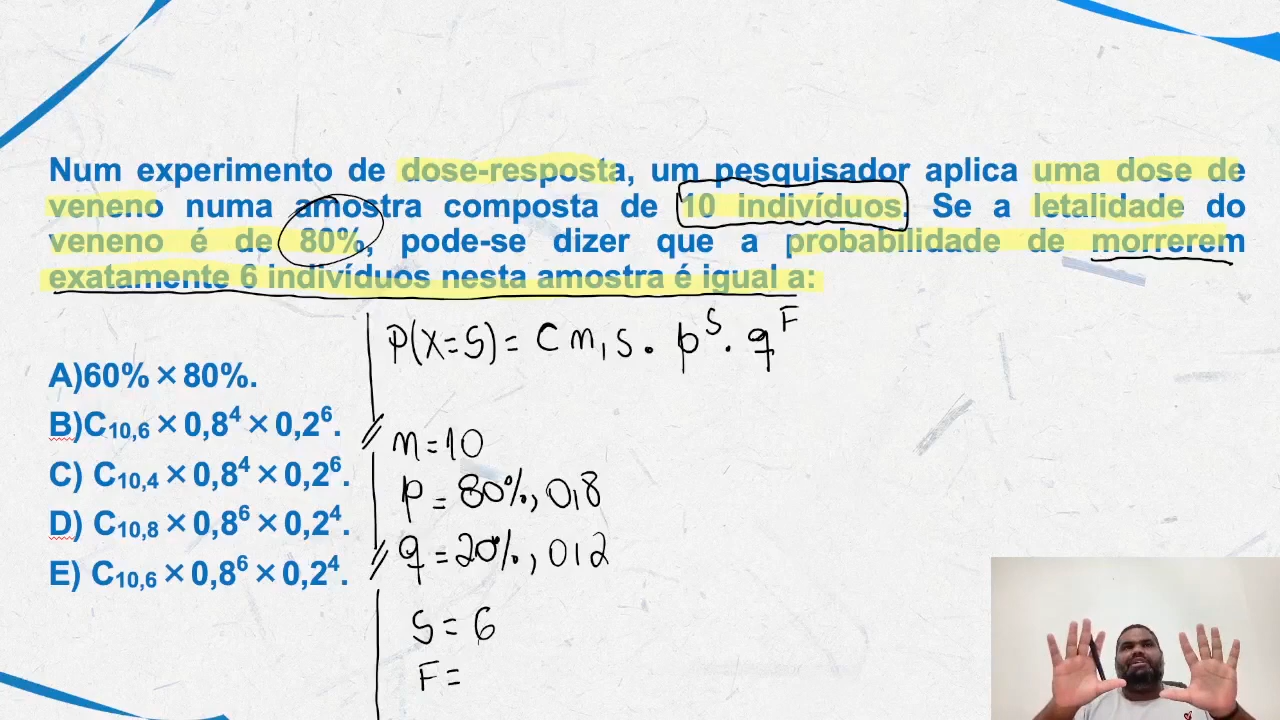 Num experimento de dose-resposta, um pesquisador aplica uma dose de
veneno numa amostra composta de 10 indivíduos. Se a letalidade do
veneno é de 80%, pode-se dizer que a probabilidade de morrerem
exatamente 6 indivíduos nesta amostra é igual a:
P(X=S) = C n,s . p^S . q^F
A)60% × 80%.
B)C₁₀,₆ × 0,8⁴ × 0,2⁶.
n=10
C) C₁₀,₄ × 0,8⁴ × 0,2⁶.
p = 80%, 0,8
D) C₁₀,₈ × 0,8⁶ × 0,2⁴.
q = 20%, 0,2
E) C₁₀,₆ × 0,8⁶ × 0,2⁴.
S = 6
F =